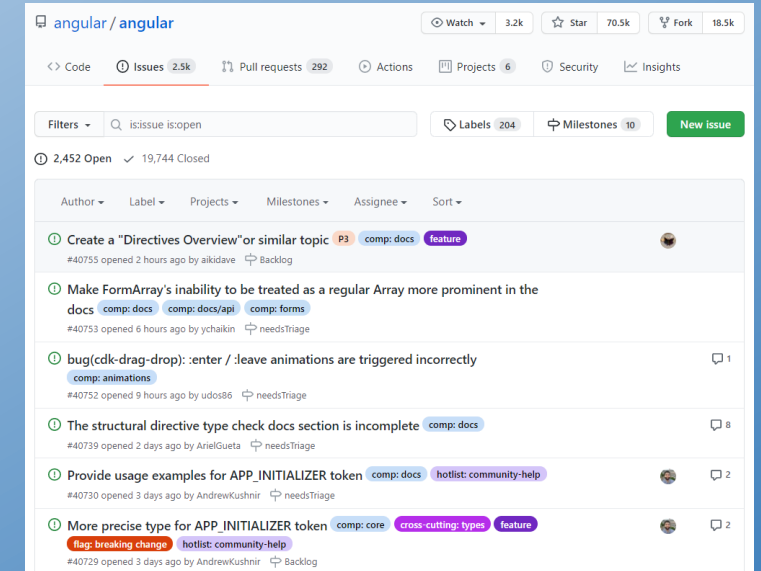 angular / angular
Watch 3.2k Star 70.5k Fork 18.5k
Code Issues 2.5k Pull requests 292 Actions Projects 6 Security Insights
Filters is:issue is:open Labels 204 Milestones 10 New issue
2,452 Open 19,744 Closed
Author Label Projects Milestones Assignee Sort
Create a "Directives Overview"or similar topic P3 comp: docs feature
#40755 opened 2 hours ago by aikidave Backlog
Make FormArray's inability to be treated as a regular Array more prominent in the
docs comp: docs comp: docs/api comp: forms
#40753 opened 6 hours ago by ychaikin needsTriage
bug(cdk-drag-drop): :enter / :leave animations are triggered incorrectly 1
comp: animations
#40752 opened 9 hours ago by udos86 needsTriage
The structural directive type check docs section is incomplete comp: docs 8
#40739 opened 2 days ago by ArielGueta needsTriage
Provide usage examples for APP_INITIALIZER token comp: docs hotlist: community-help 2
#40730 opened 3 days ago by AndrewKushnir needsTriage
More precise type for APP_INITIALIZER token comp: core cross-cutting: types feature 2
flag: breaking change hotlist: community-help
#40729 opened 3 days ago by AndrewKushnir Backlog